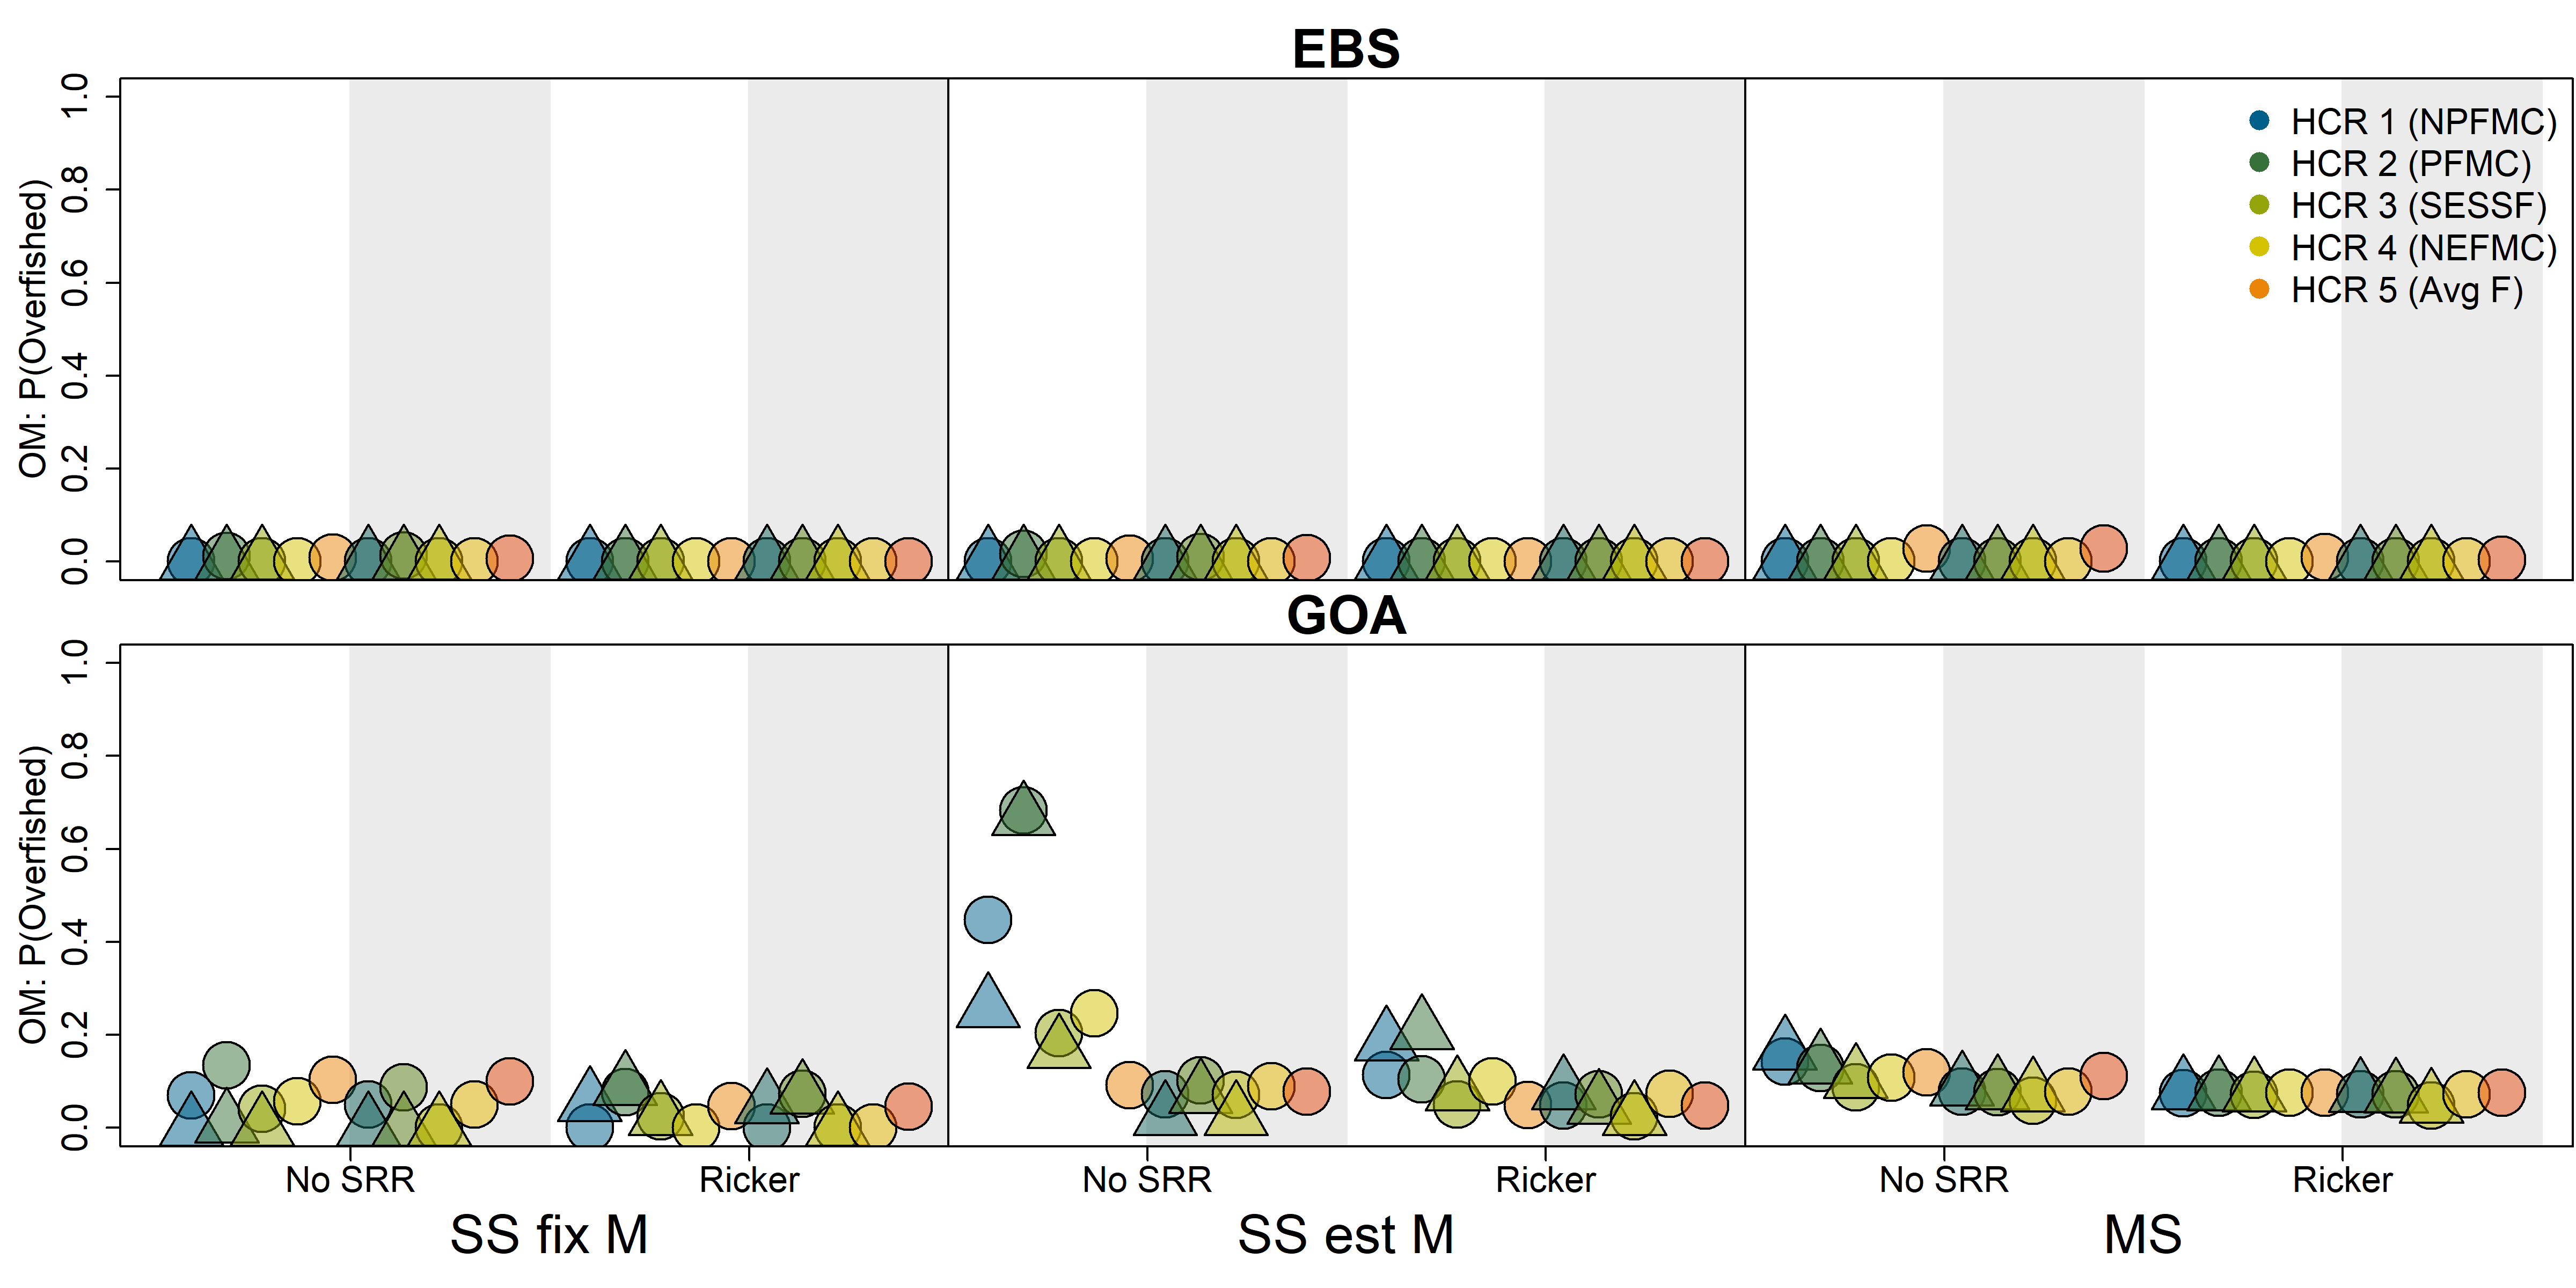 EBS
OM: P(Overfished)
1.0
0.8
0.6
0.4
0.2
0.0
HCR 1 (NPFMC)
HCR 2 (PFMC)
HCR 3 (SESSF)
HCR 4 (NEFMC)
HCR 5 (Avg F)
GOA
OM: P(Overfished)
1.0
0.8
0.6
0.4
0.2
0.0
No SRR Ricker No SRR Ricker No SRR Ricker
SS fix M SS est M MS